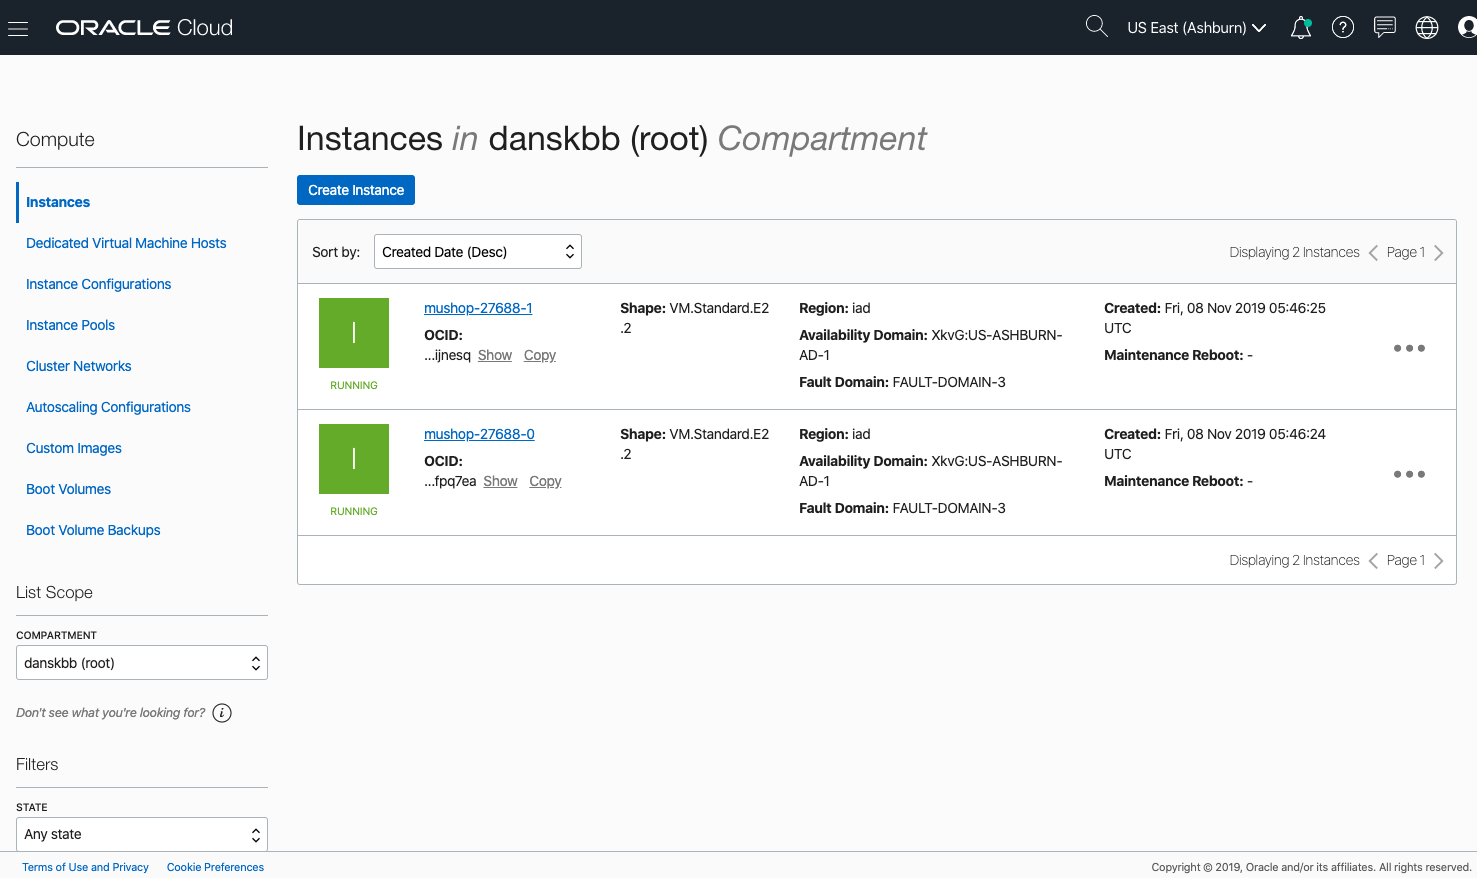 ORACLE Cloud
US East (Ashburn)
Compute
Instances
Dedicated Virtual Machine Hosts
Instance Configurations
Instance Pools
Cluster Networks
Autoscaling Configurations
Custom Images
Boot Volumes
Boot Volume Backups
List Scope
COMPARTMENT
danskbb (root)
Don't see what you're looking for? i
Filters
STATE
Any state
Instances in danskbb (root) Compartment
Create Instance
Sort by: Created Date (Desc)
Displaying 2 Instances Page 1
I
RUNNING
mushop-27688-1
OCID:
...ijnesq Show Copy
Shape: VM.Standard.E2
.2
Region: iad
Availability Domain: XkvG:US-ASHBURN-
AD-1
Fault Domain: FAULT-DOMAIN-3
Created: Fri, 08 Nov 2019 05:46:25
UTC
Maintenance Reboot: -
I
RUNNING
mushop-27688-0
OCID:
...fpq7ea Show Copy
Shape: VM.Standard.E2
.2
Region: iad
Availability Domain: XkvG:US-ASHBURN-
AD-1
Fault Domain: FAULT-DOMAIN-3
Created: Fri, 08 Nov 2019 05:46:24
UTC
Maintenance Reboot: -
Displaying 2 Instances Page 1
Terms of Use and Privacy Cookie Preferences
Copyright © 2019, Oracle and/or its affiliates. All rights reserved.